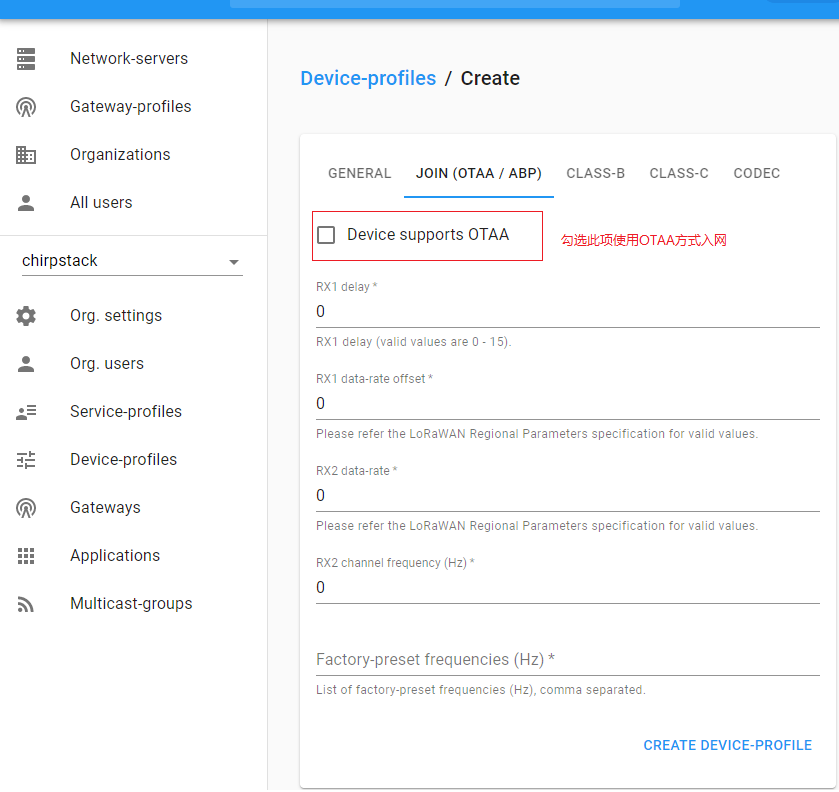 Network-servers
Gateway-profiles
Organizations
All users
chirpstack
Org. settings
Org. users
Service-profiles
Device-profiles
Gateways
Applications
Multicast-groups
Device-profiles / Create
GENERAL JOIN (OTAA / ABP) CLASS-B CLASS-C CODEC
Device supports OTAA 勾选此项使用OTAA方式入网
RX1 delay *
0
RX1 delay (valid values are 0 - 15).
RX1 data-rate offset *
0
Please refer the LoRaWAN Regional Parameters specification for valid values.
RX2 data-rate *
0
Please refer the LoRaWAN Regional Parameters specification for valid values.
RX2 channel frequency (Hz) *
0
Factory-preset frequencies (Hz) *
List of factory-preset frequencies (Hz), comma separated.
CREATE DEVICE-PROFILE